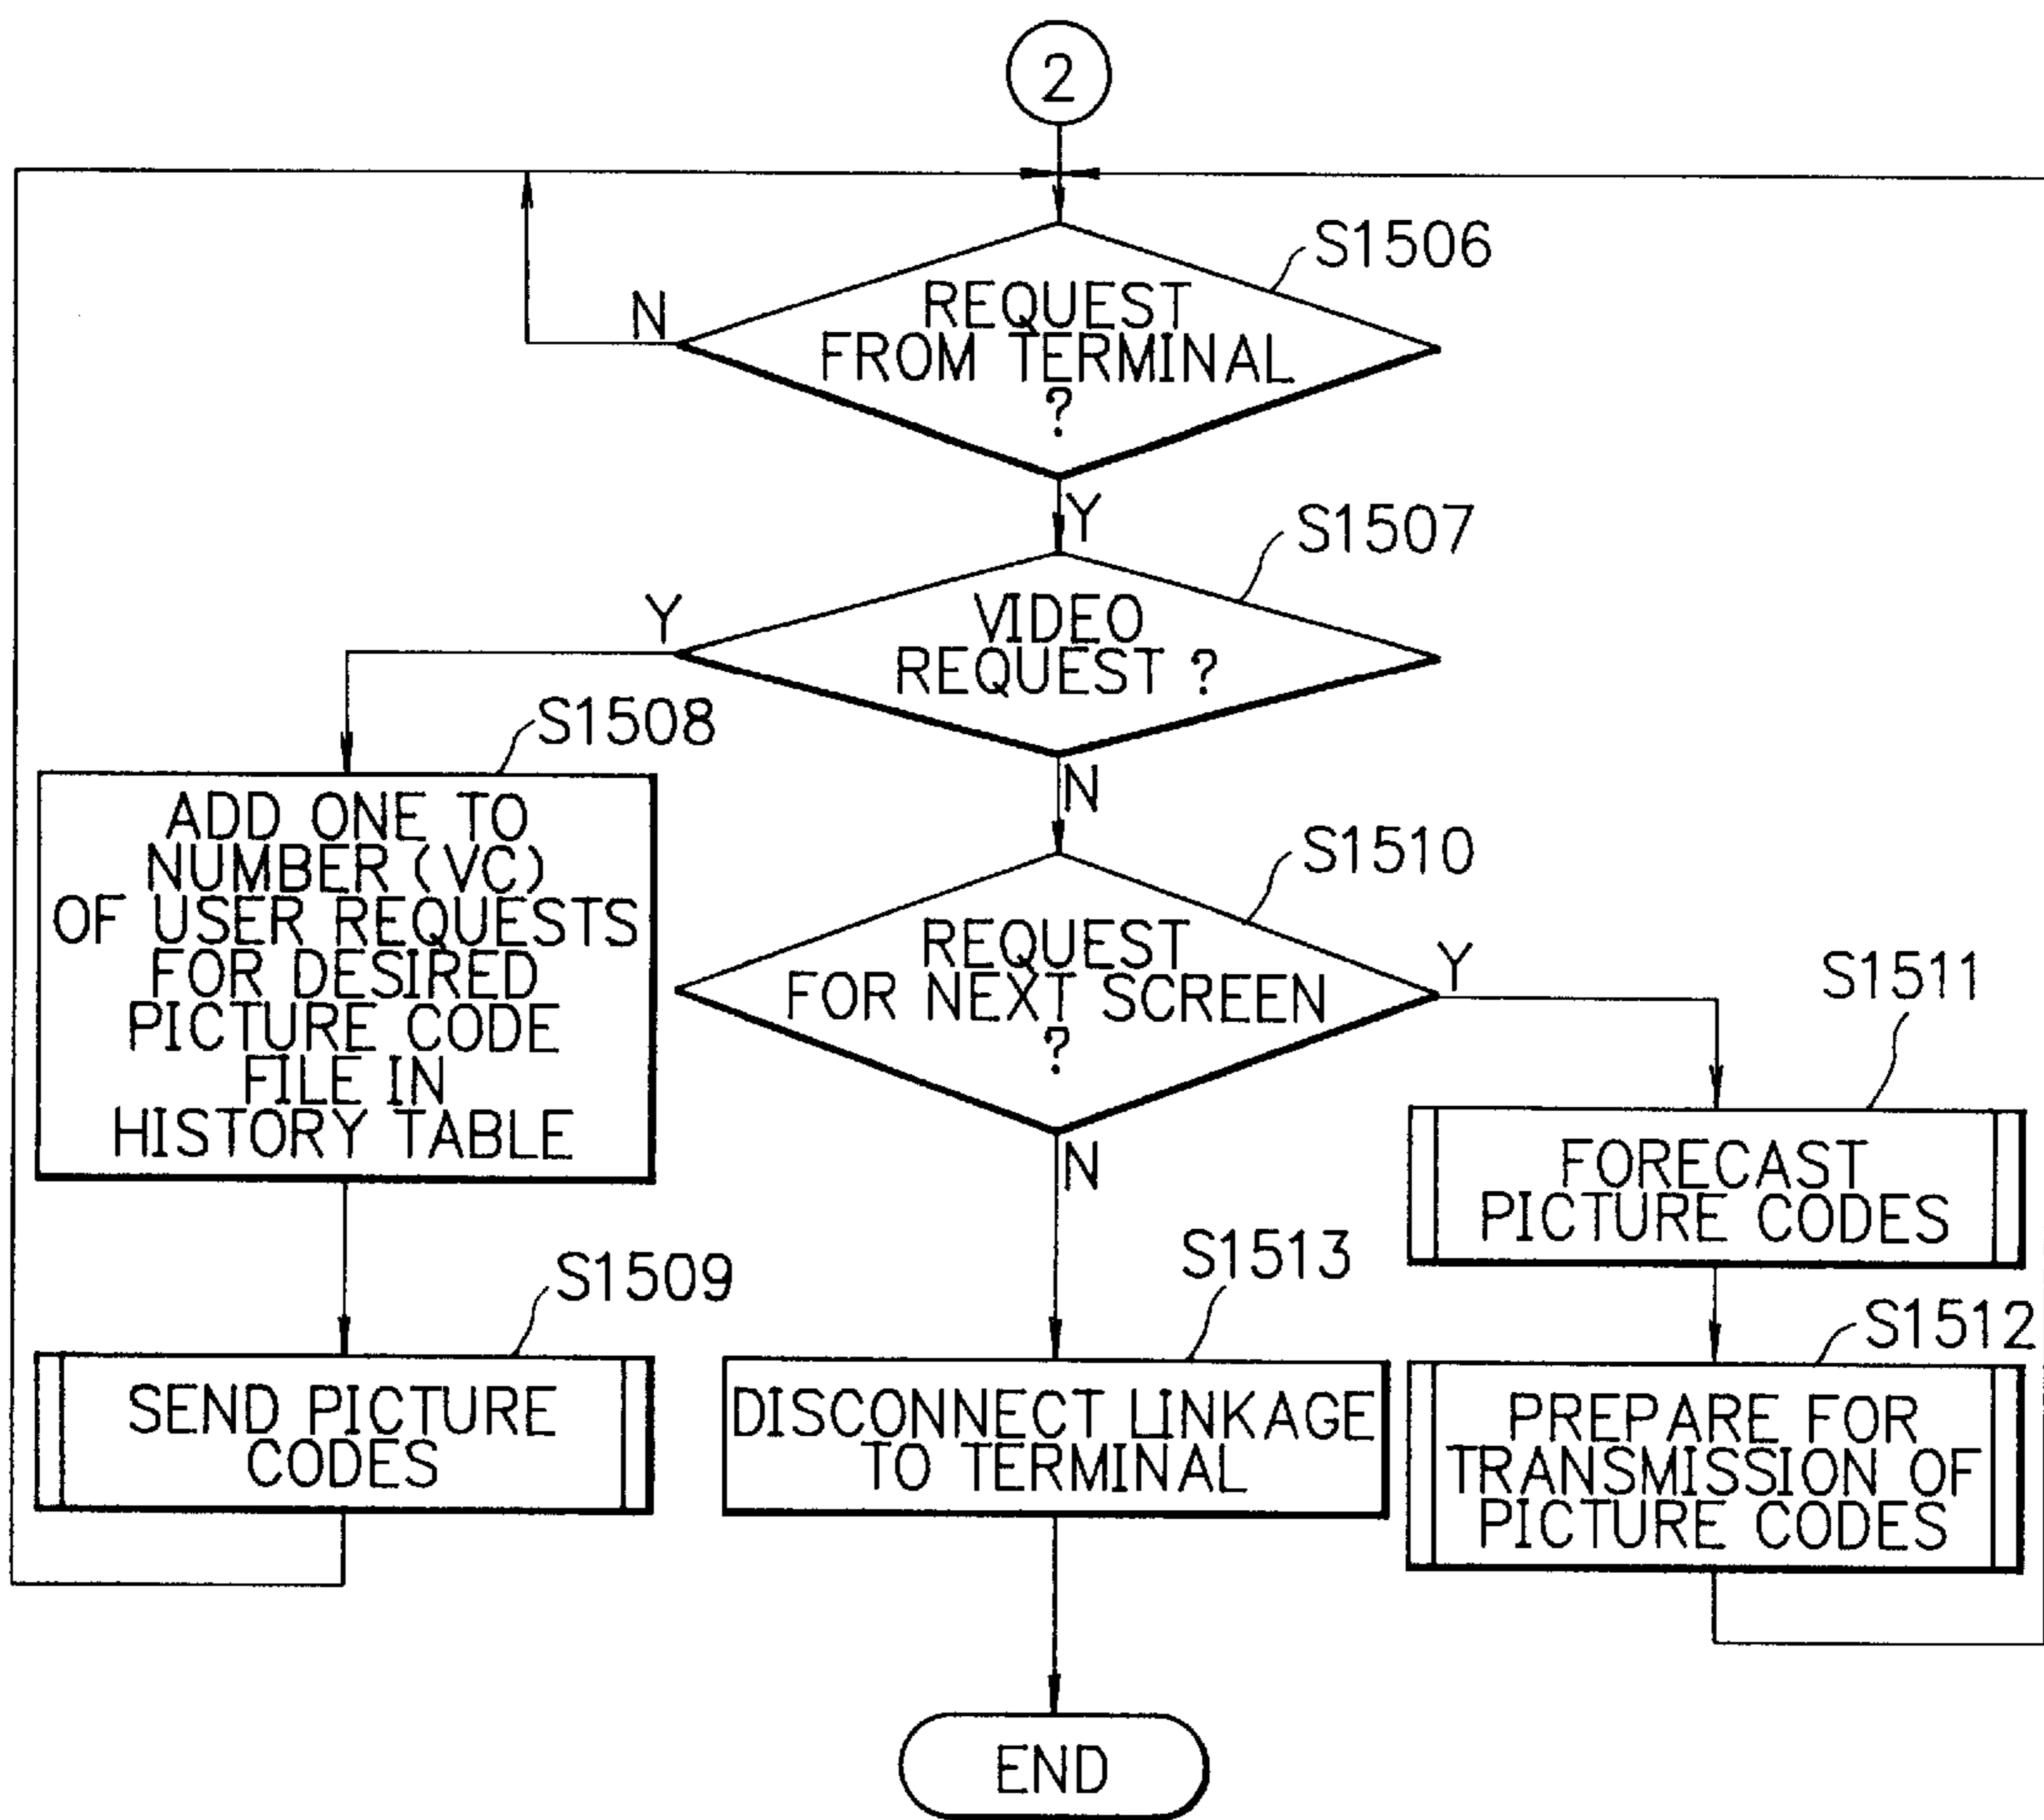 2
S1506
N
REQUEST
FROM TERMINAL
?
Y
S1507
Y
VIDEO
REQUEST ?
N
S1508
ADD ONE TO
NUMBER (VC)
OF USER REQUESTS
FOR DESIRED
PICTURE CODE
FILE IN
HISTORY TABLE
S1509
SEND PICTURE
CODES
S1510
REQUEST
FOR NEXT SCREEN
?
Y
N
S1511
FORECAST
PICTURE CODES
S1512
PREPARE FOR
TRANSMISSION OF
PICTURE CODES
S1513
DISCONNECT LINKAGE
TO TERMINAL
END